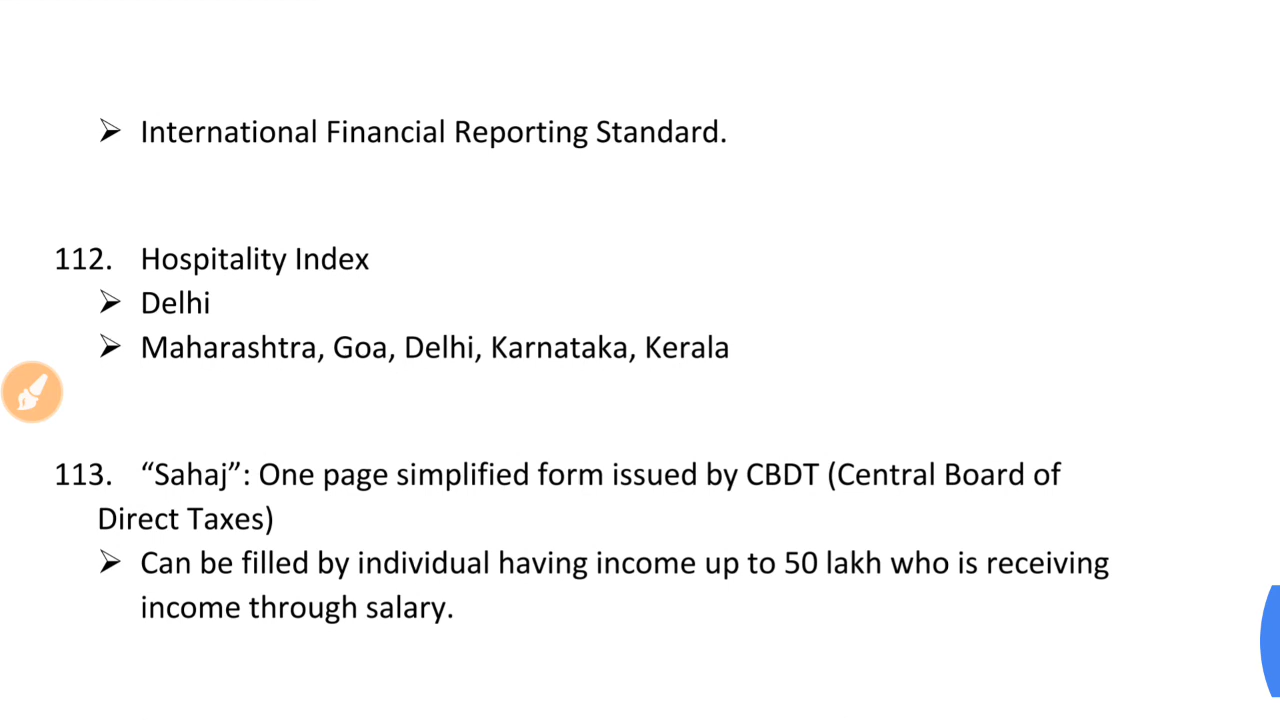 ➢ International Financial Reporting Standard.
112. Hospitality Index
➢ Delhi
➢ Maharashtra, Goa, Delhi, Karnataka, Kerala
113. “Sahaj”: One page simplified form issued by CBDT (Central Board of
Direct Taxes)
➢ Can be filled by individual having income up to 50 lakh who is receiving
income through salary.